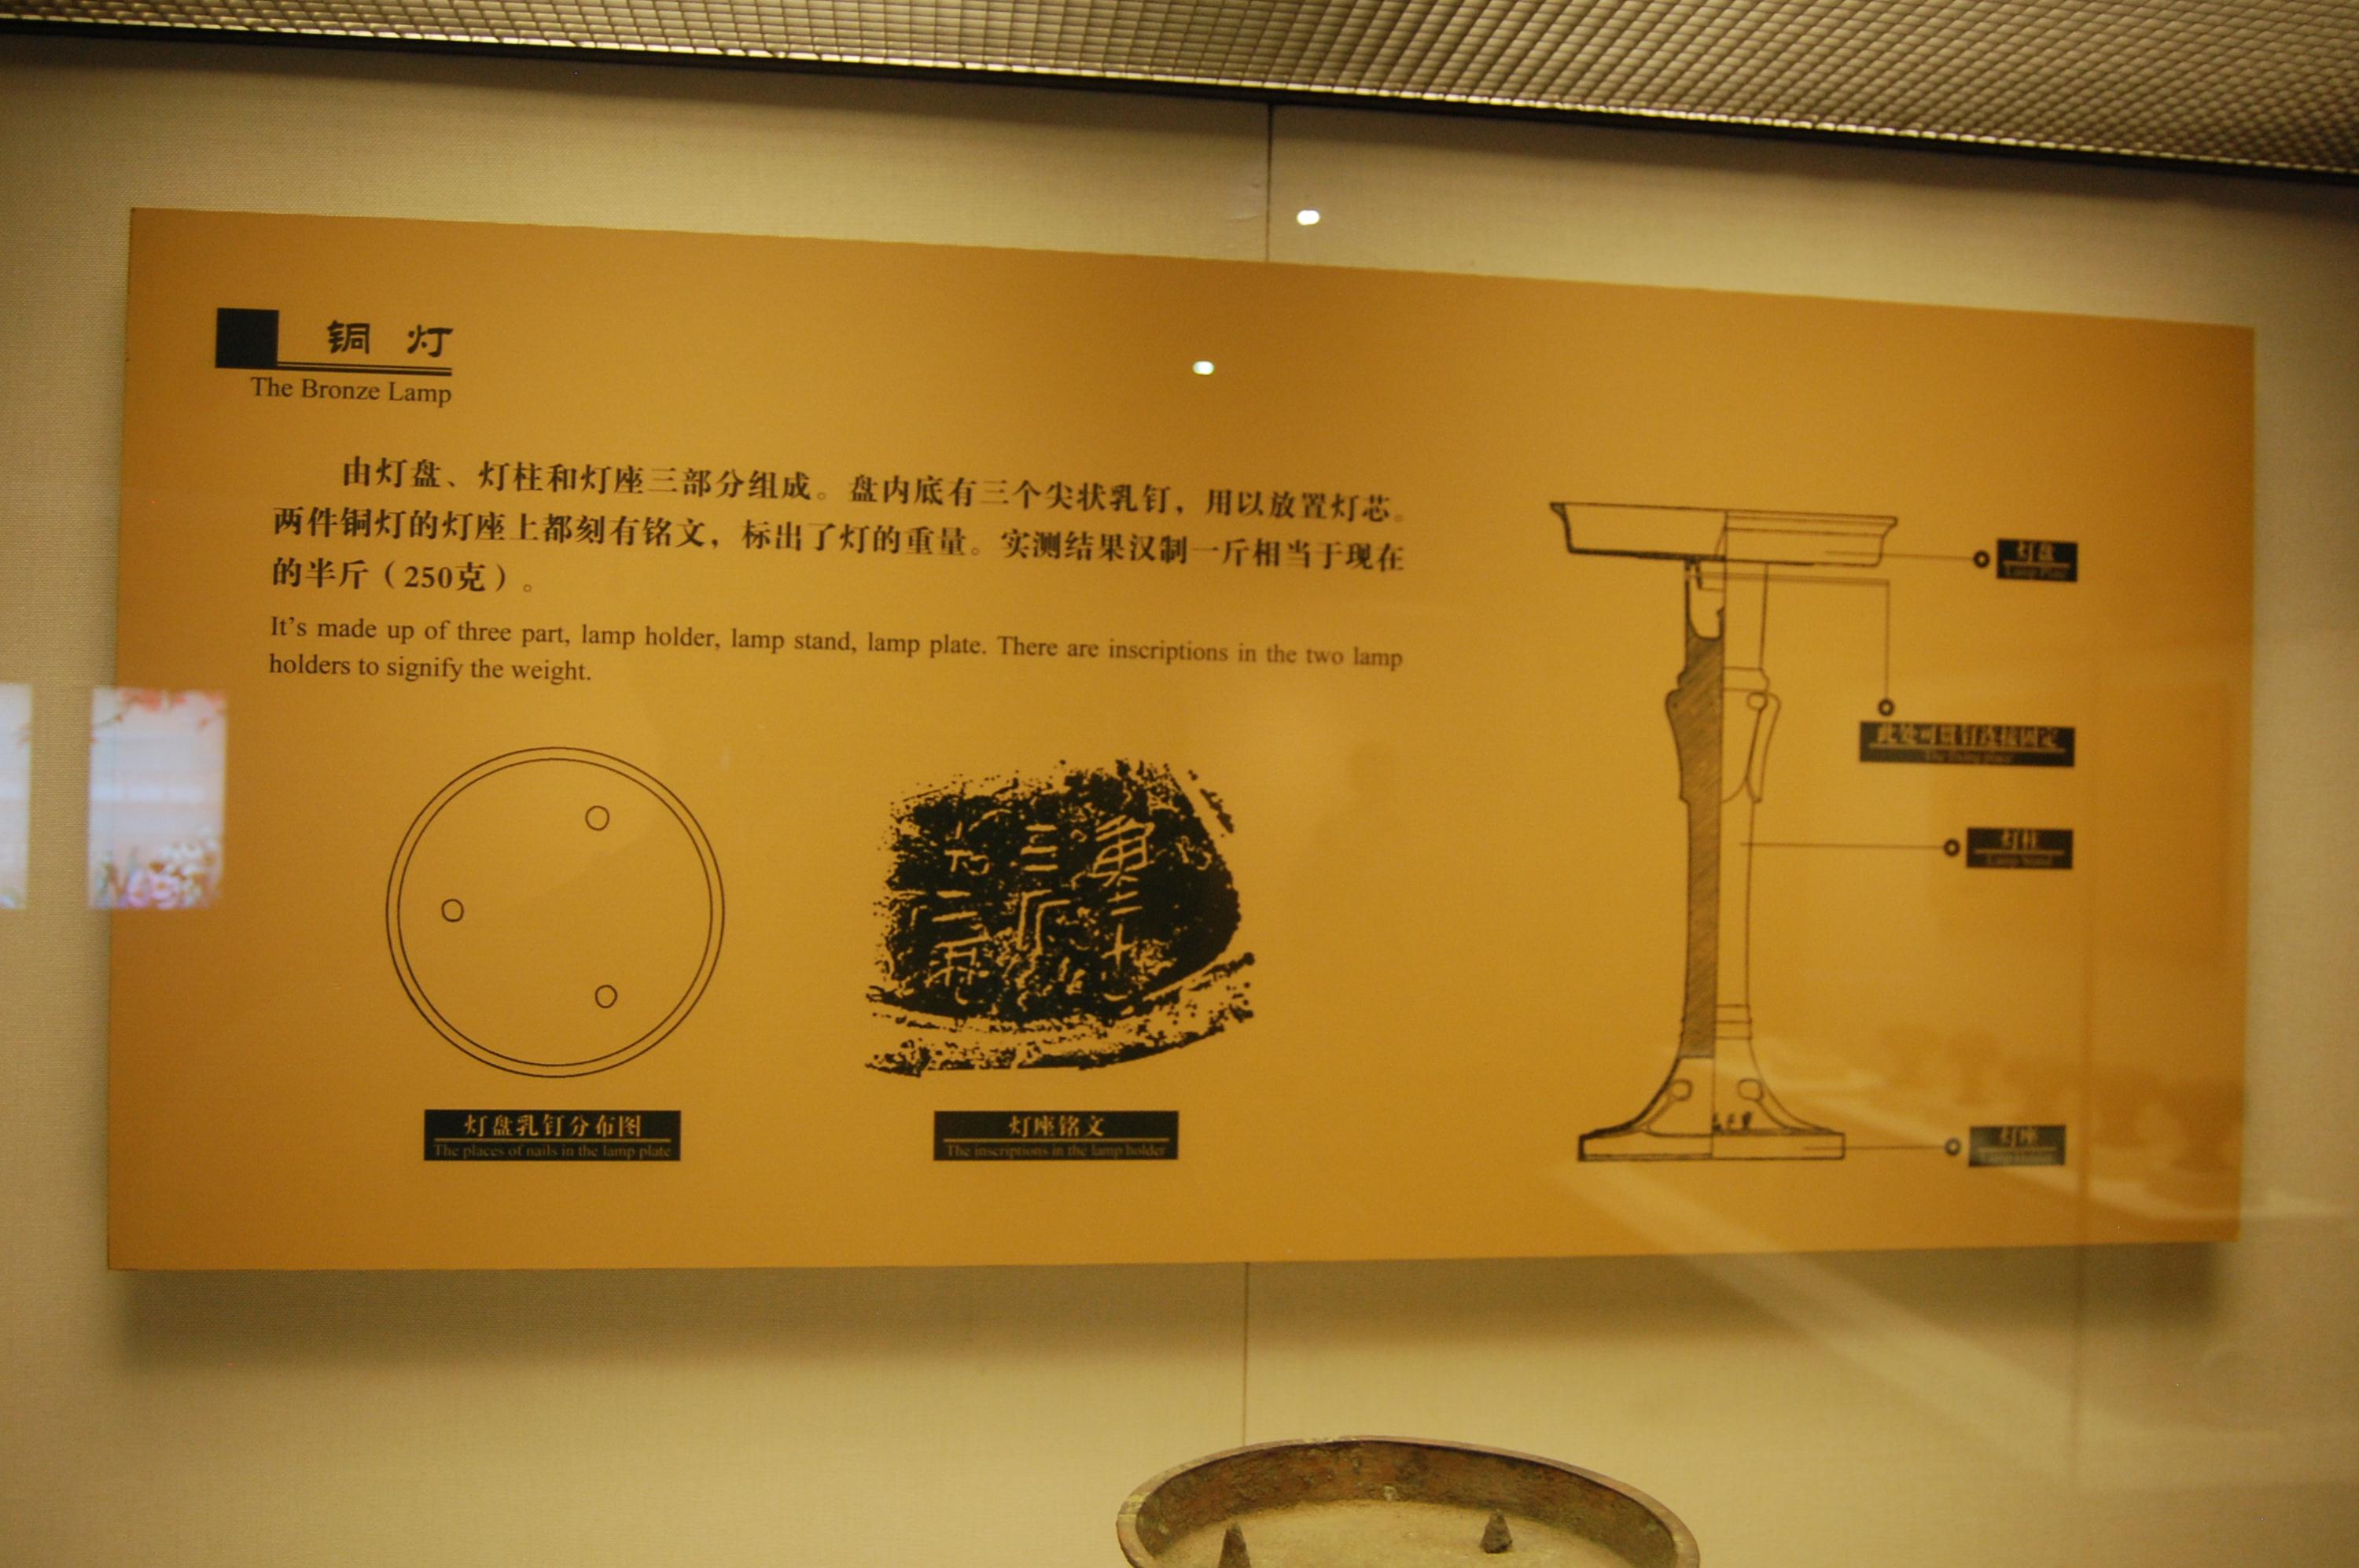 铜 灯
The Bronze Lamp
由灯盘、灯柱和灯座三部分组成。盘内底有三个尖状乳钉，用以放置灯芯。
两件铜灯的灯座上都刻有铭文，标出了灯的重量。实测结果汉制一斤相当于现在
的半斤（250克）。
It's made up of three part, lamp holder, lamp stand, lamp plate. There are inscriptions in the two lamp
holders to signify the weight.
灯盘乳钉分布图
The places of nails in the lamp plate
灯座铭文
The inscriptions in the lamp holder
灯盘
Lamp Plate
灯柱
Lamp Stand
灯座